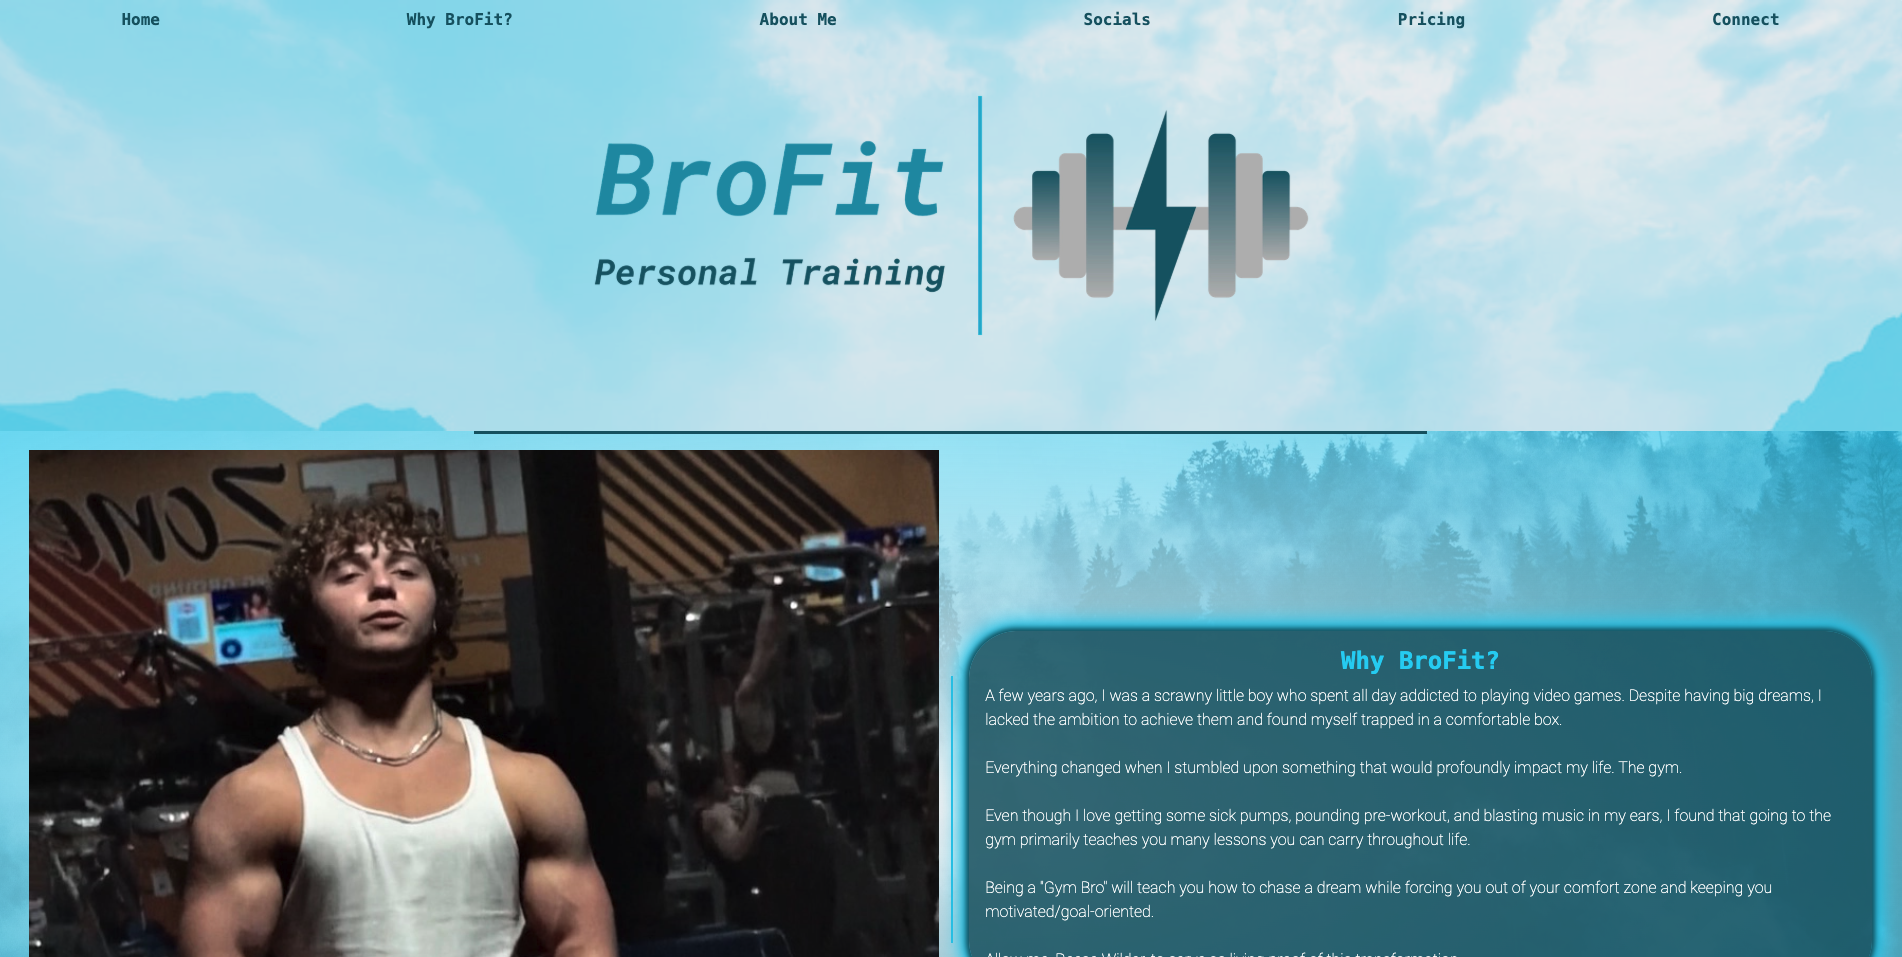 Home Why BroFit? About Me Socials Pricing Connect
BroFit
Personal Training
Zone
Why BroFit?
A few years ago, I was a scrawny little boy who spent all day addicted to playing video games. Despite having big dreams, I
lacked the ambition to achieve them and found myself trapped in a comfortable box.
Everything changed when I stumbled upon something that would profoundly impact my life. The gym.
Even though I love getting some sick pumps, pounding pre-workout, and blasting music in my ears, I found that going to the
gym primarily teaches you many lessons you can carry throughout life.
Being a "Gym Bro" will teach you how to chase a dream while forcing you out of your comfort zone and keeping you
motivated/goal-oriented.